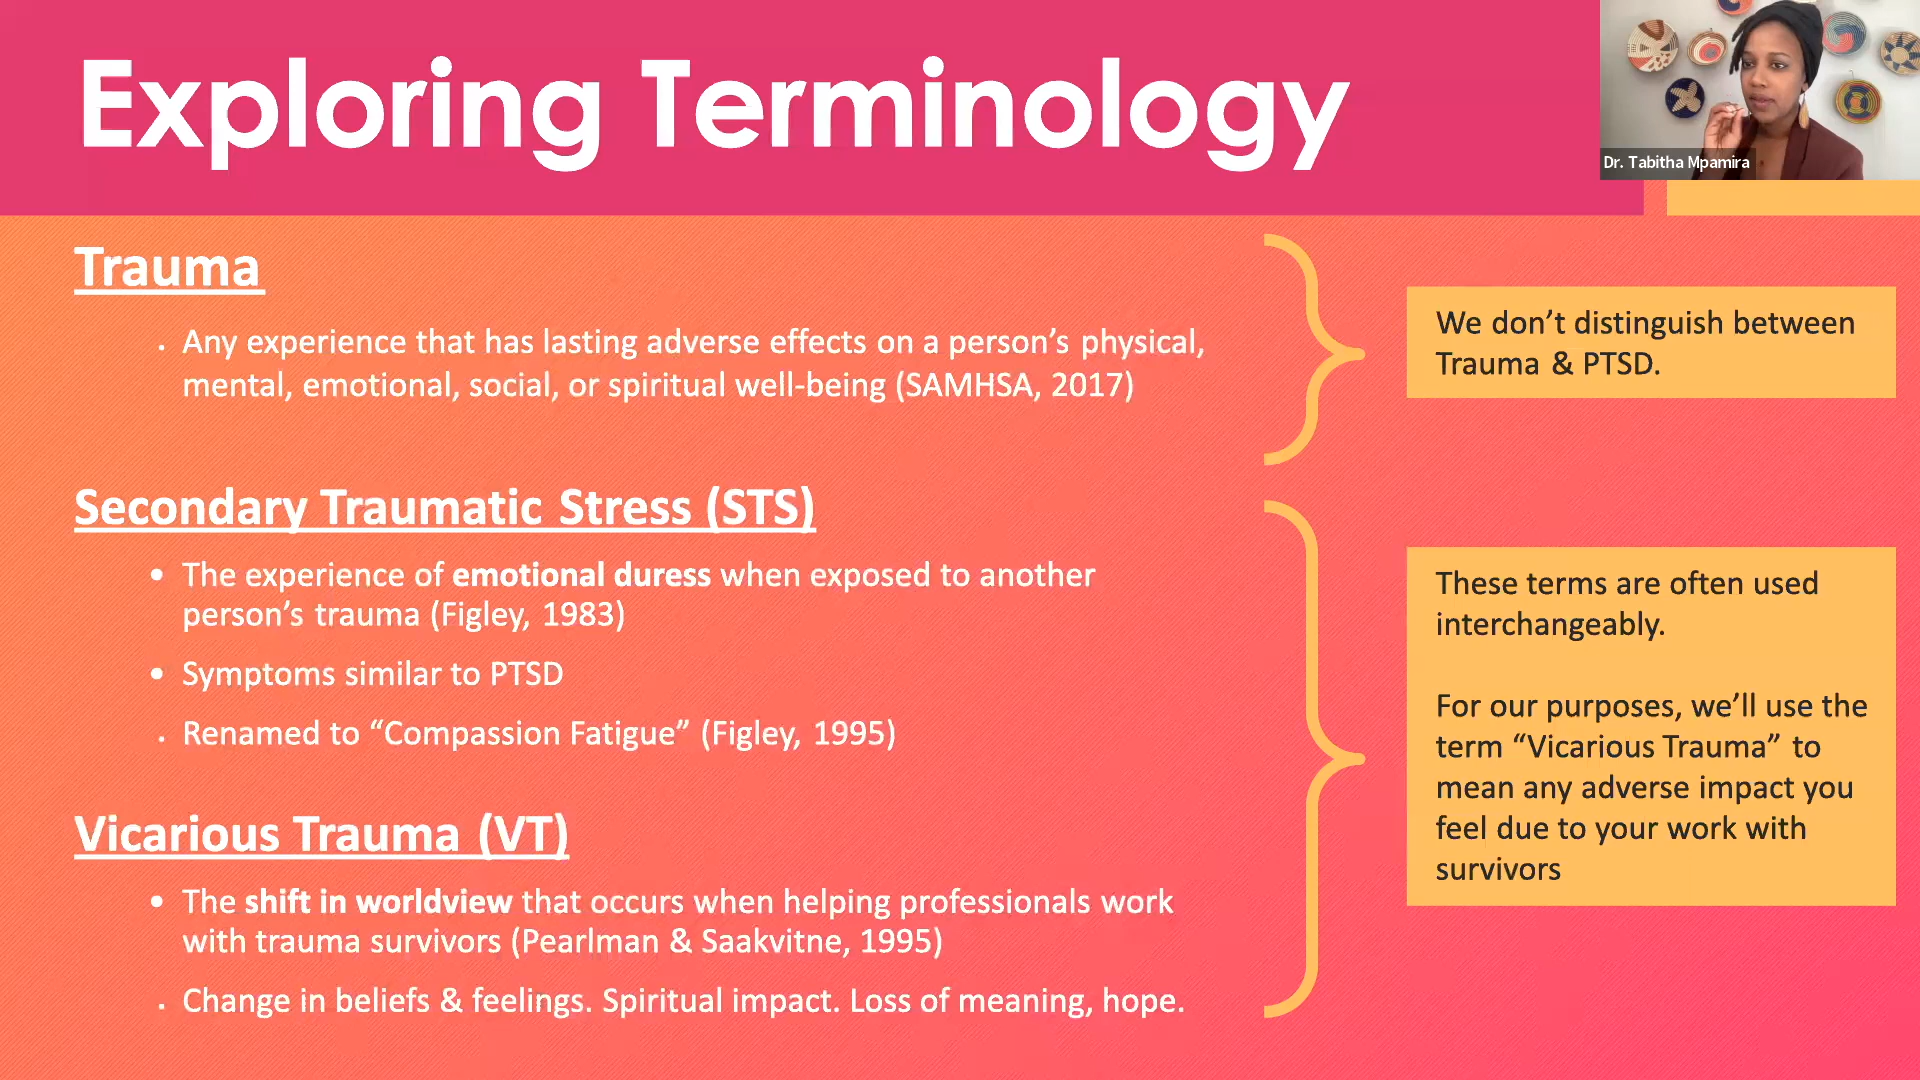 Exploring Terminology
Dr. Tabitha Mpamira
Trauma
. Any experience that has lasting adverse effects on a person’s physical,
mental, emotional, social, or spiritual well-being (SAMHSA, 2017)
We don’t distinguish between
Trauma & PTSD.
Secondary Traumatic Stress (STS)
• The experience of emotional duress when exposed to another
person’s trauma (Figley, 1983)
• Symptoms similar to PTSD
. Renamed to “Compassion Fatigue” (Figley, 1995)
Vicarious Trauma (VT)
• The shift in worldview that occurs when helping professionals work
with trauma survivors (Pearlman & Saakvitne, 1995)
. Change in beliefs & feelings. Spiritual impact. Loss of meaning, hope.
These terms are often used
interchangeably.
For our purposes, we’ll use the
term “Vicarious Trauma” to
mean any adverse impact you
feel due to your work with
survivors